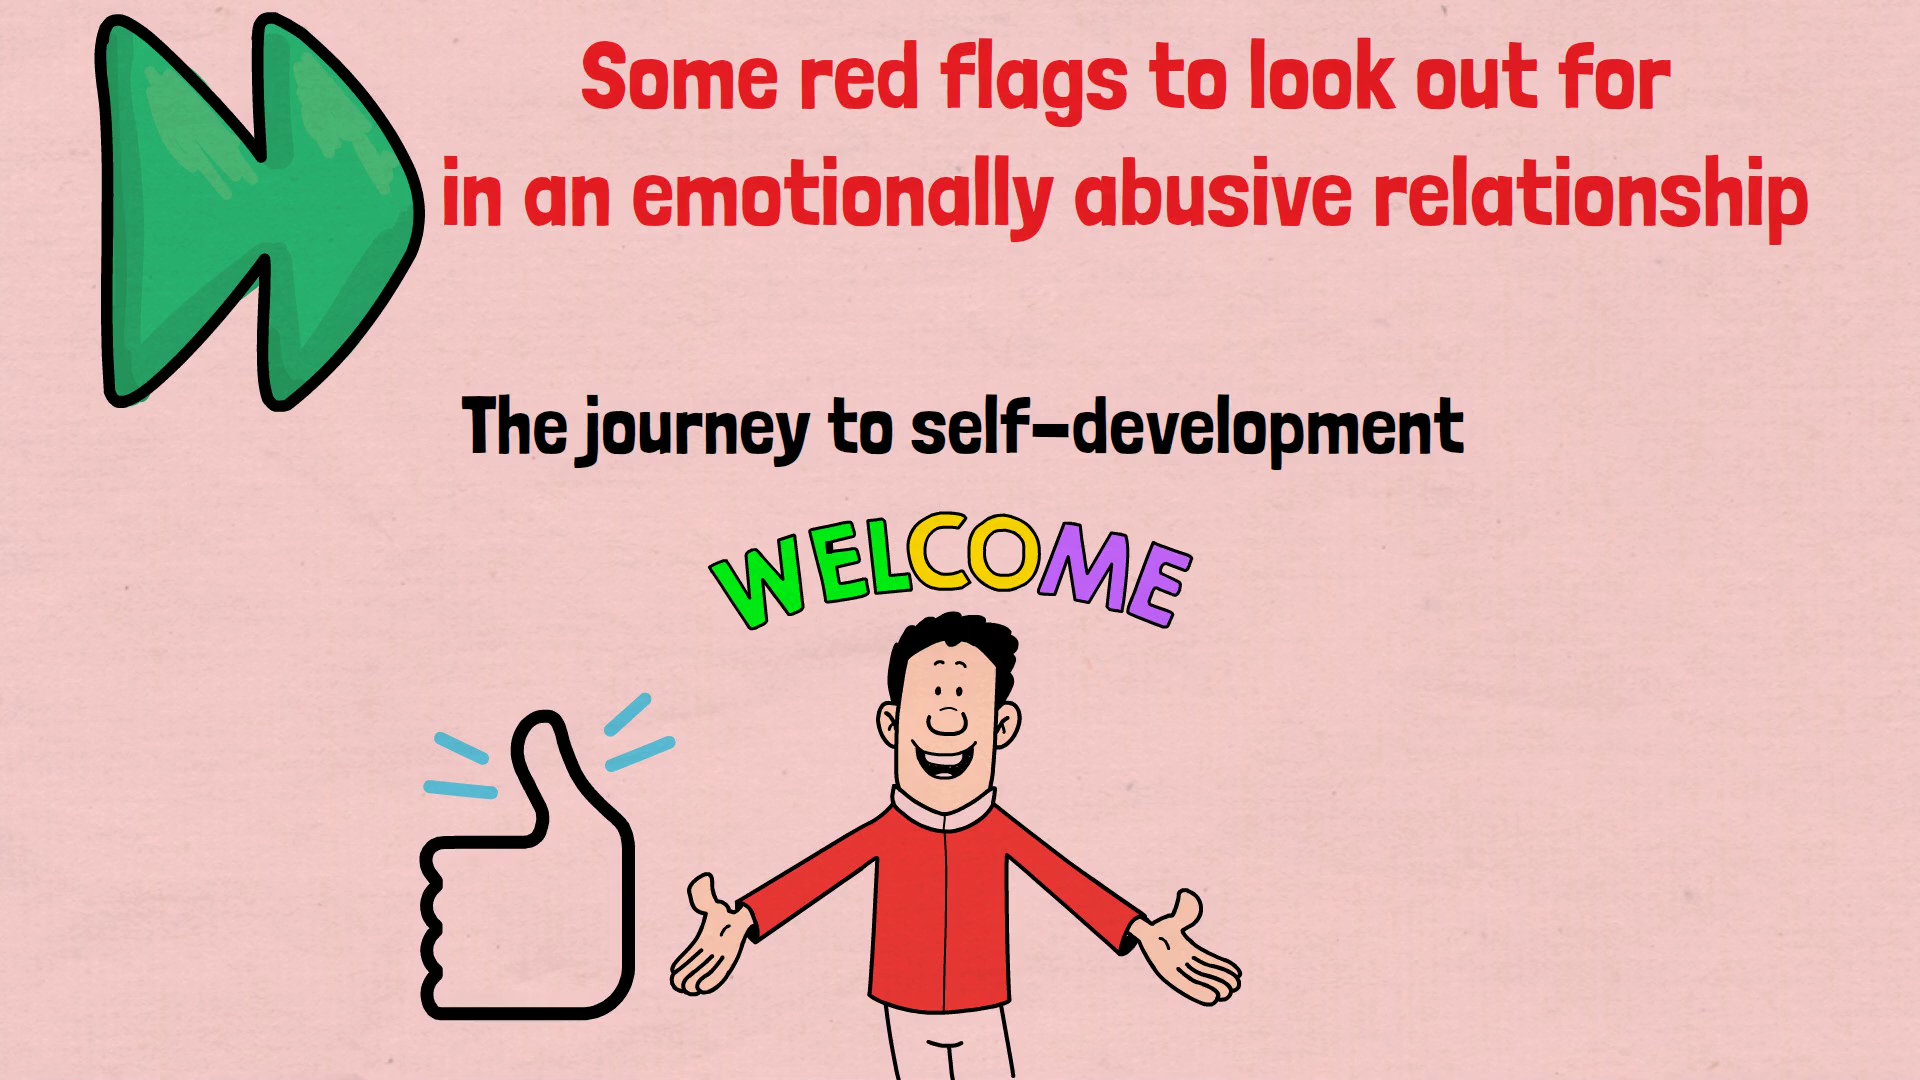 Some red flags to look out for
in an emotionally abusive relationship
The journey to self-development
WELCOME